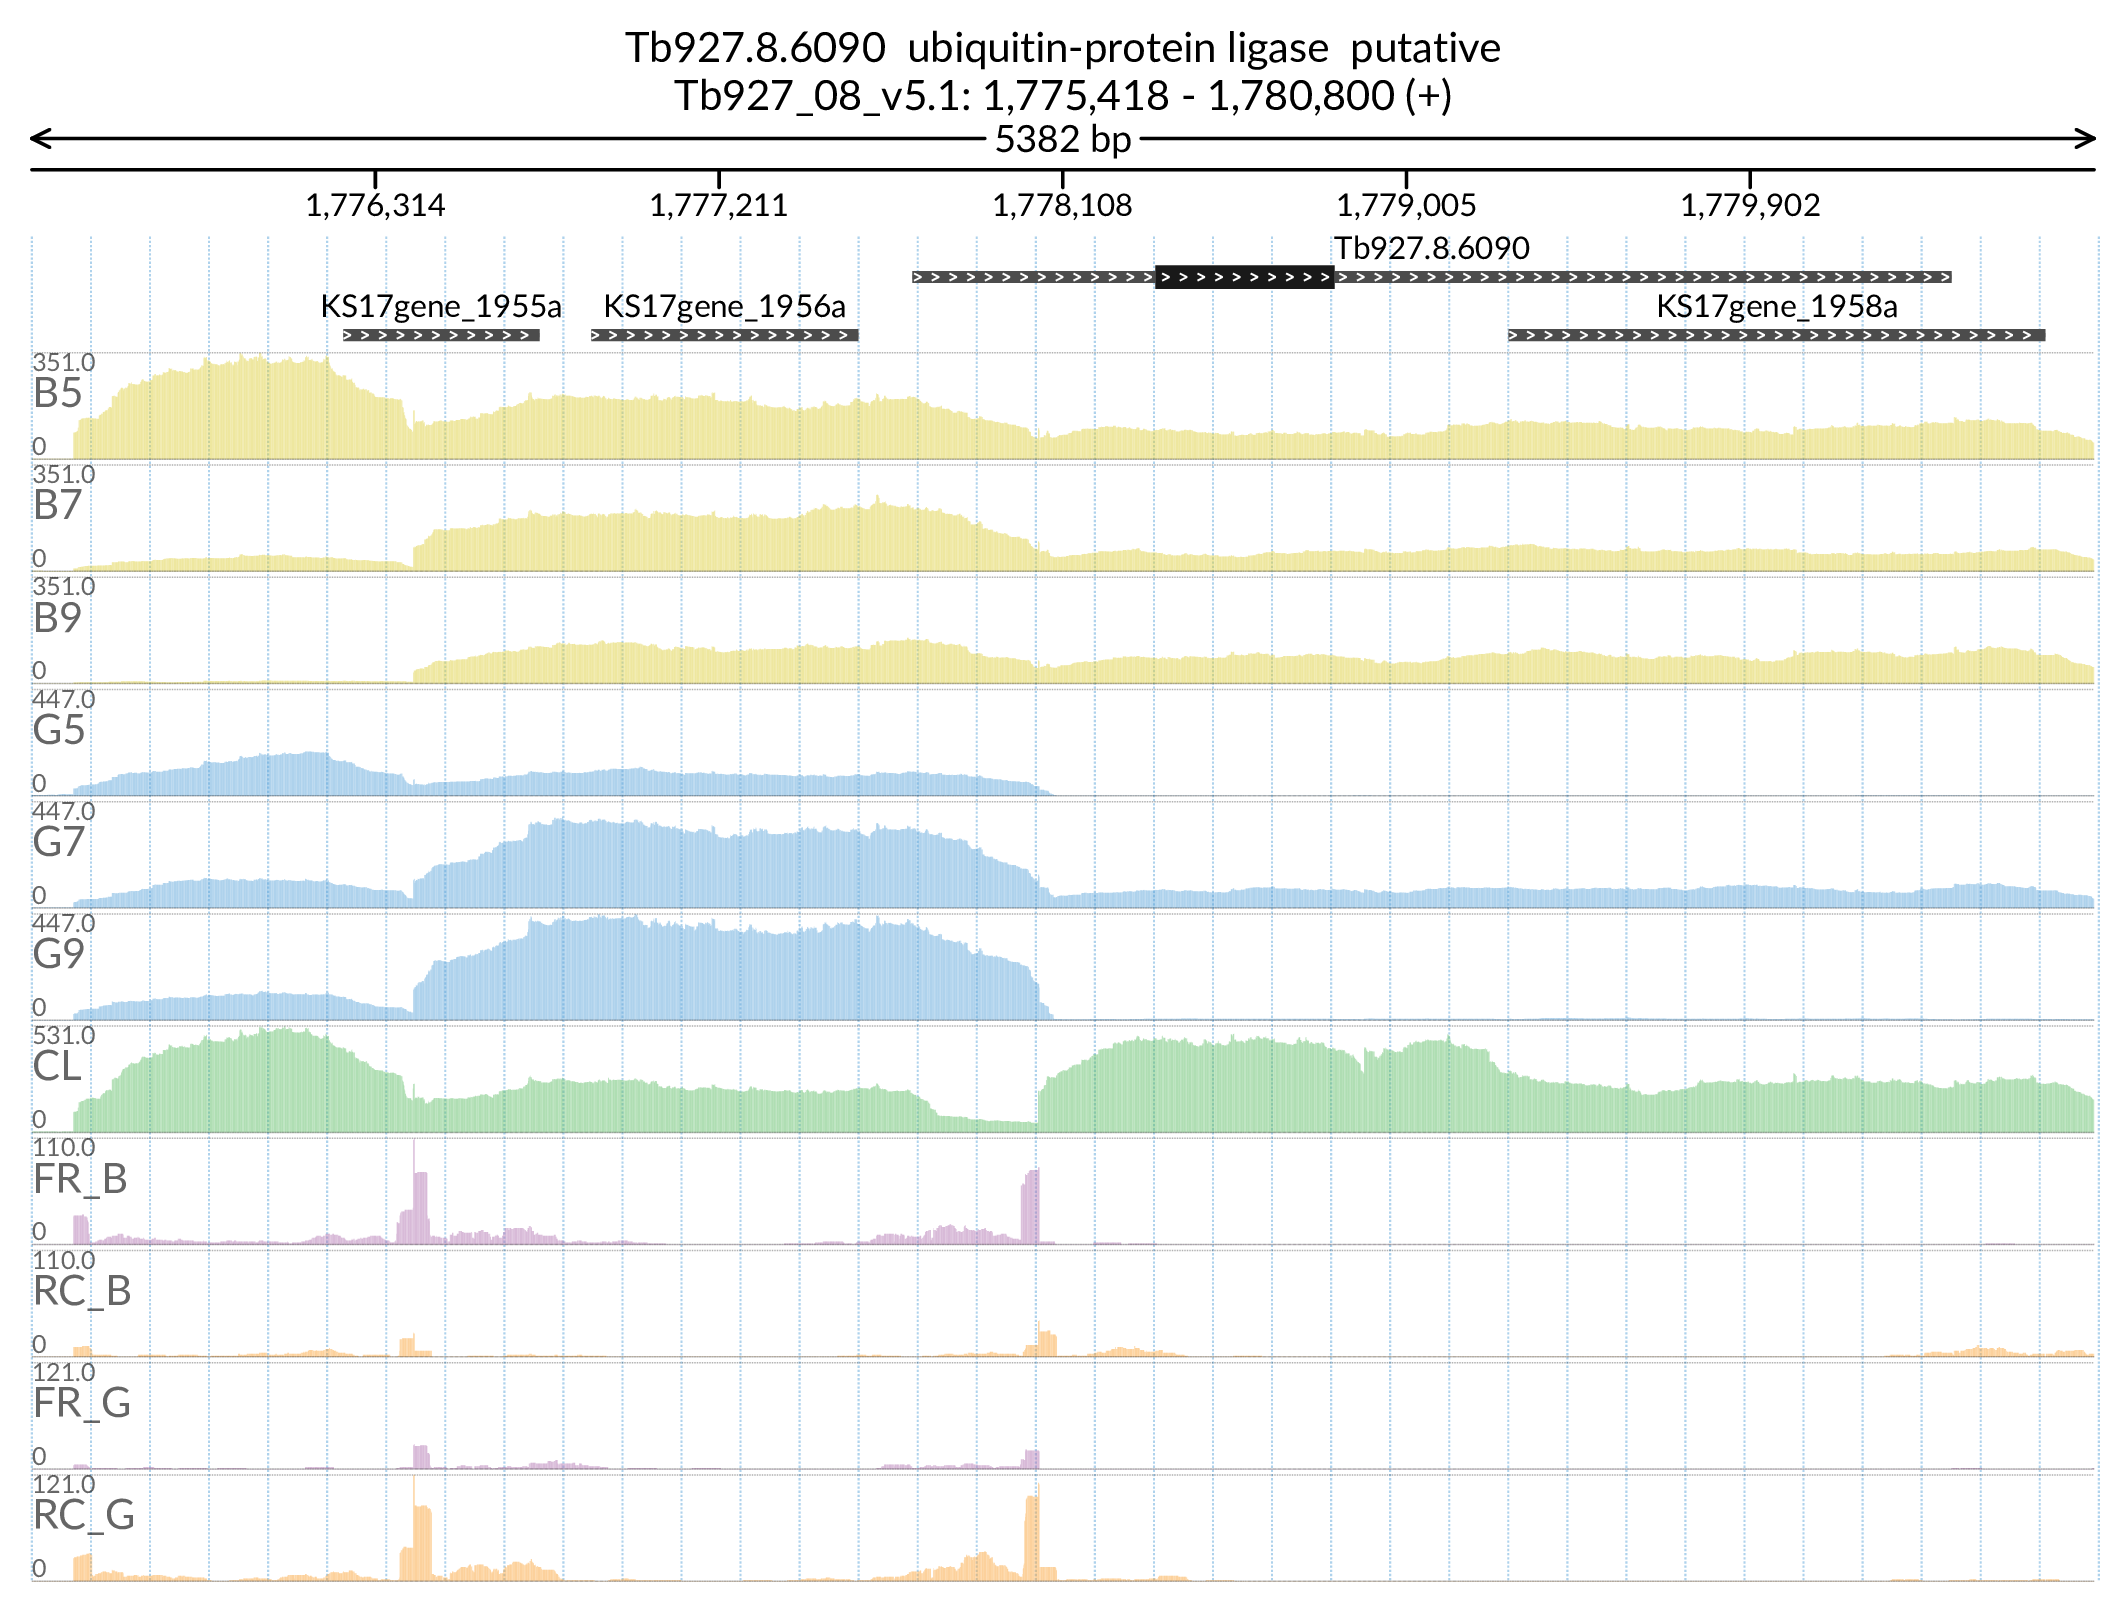 Tb927.8.6090 ubiquitin-protein ligase putative
Tb927_08_v5.1: 1,775,418 - 1,780,800 (+)
5382 bp
1,776,314 1,777,211 1,778,108 1,779,005 1,779,902
Tb927.8.6090
KS17gene_1955a KS17gene_1956a KS17gene_1958a
351.0
B5
0
351.0
B7
0
351.0
B9
0
447.0
G5
0
447.0
G7
0
447.0
G9
0
531.0
CL
0
110.0
FR_B
0
110.0
RC_B
0
121.0
FR_G
0
121.0
RC_G
0